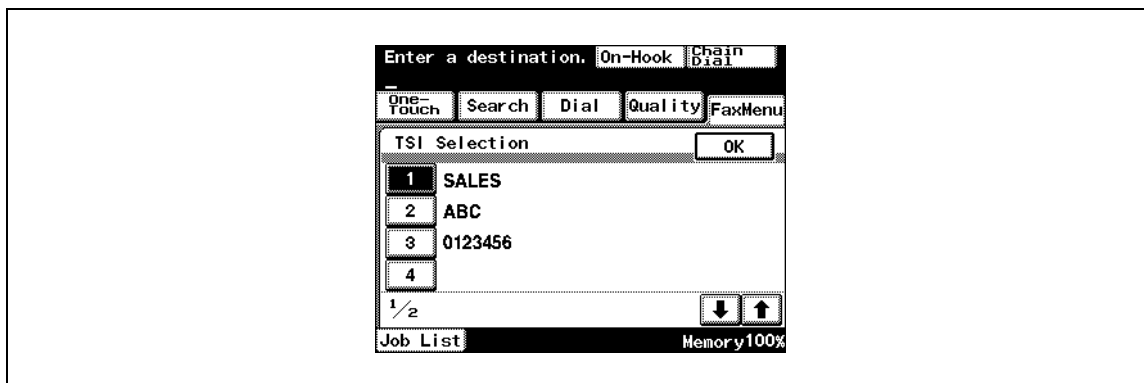 Enter a destination. On-Hook Chain Dial
One-Touch Search Dial Quality FaxMenu
TSI Selection OK
1 SALES
2 ABC
3 0123456
4
1/2
Job List Memory100%